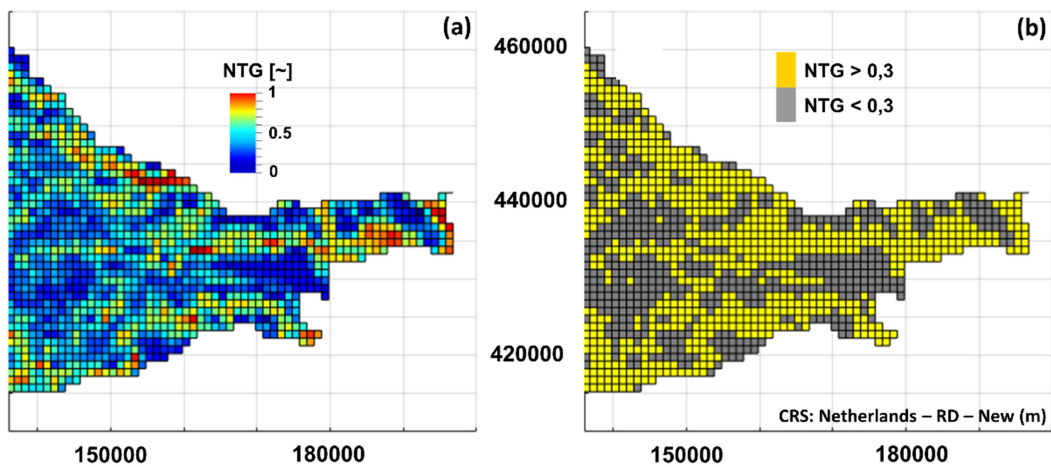 (a)
NTG [~]
1
0.5
0
460000
440000
420000
(b)
NTG > 0,3
NTG < 0,3
CRS: Netherlands – RD – New (m)
150000
180000
150000
180000